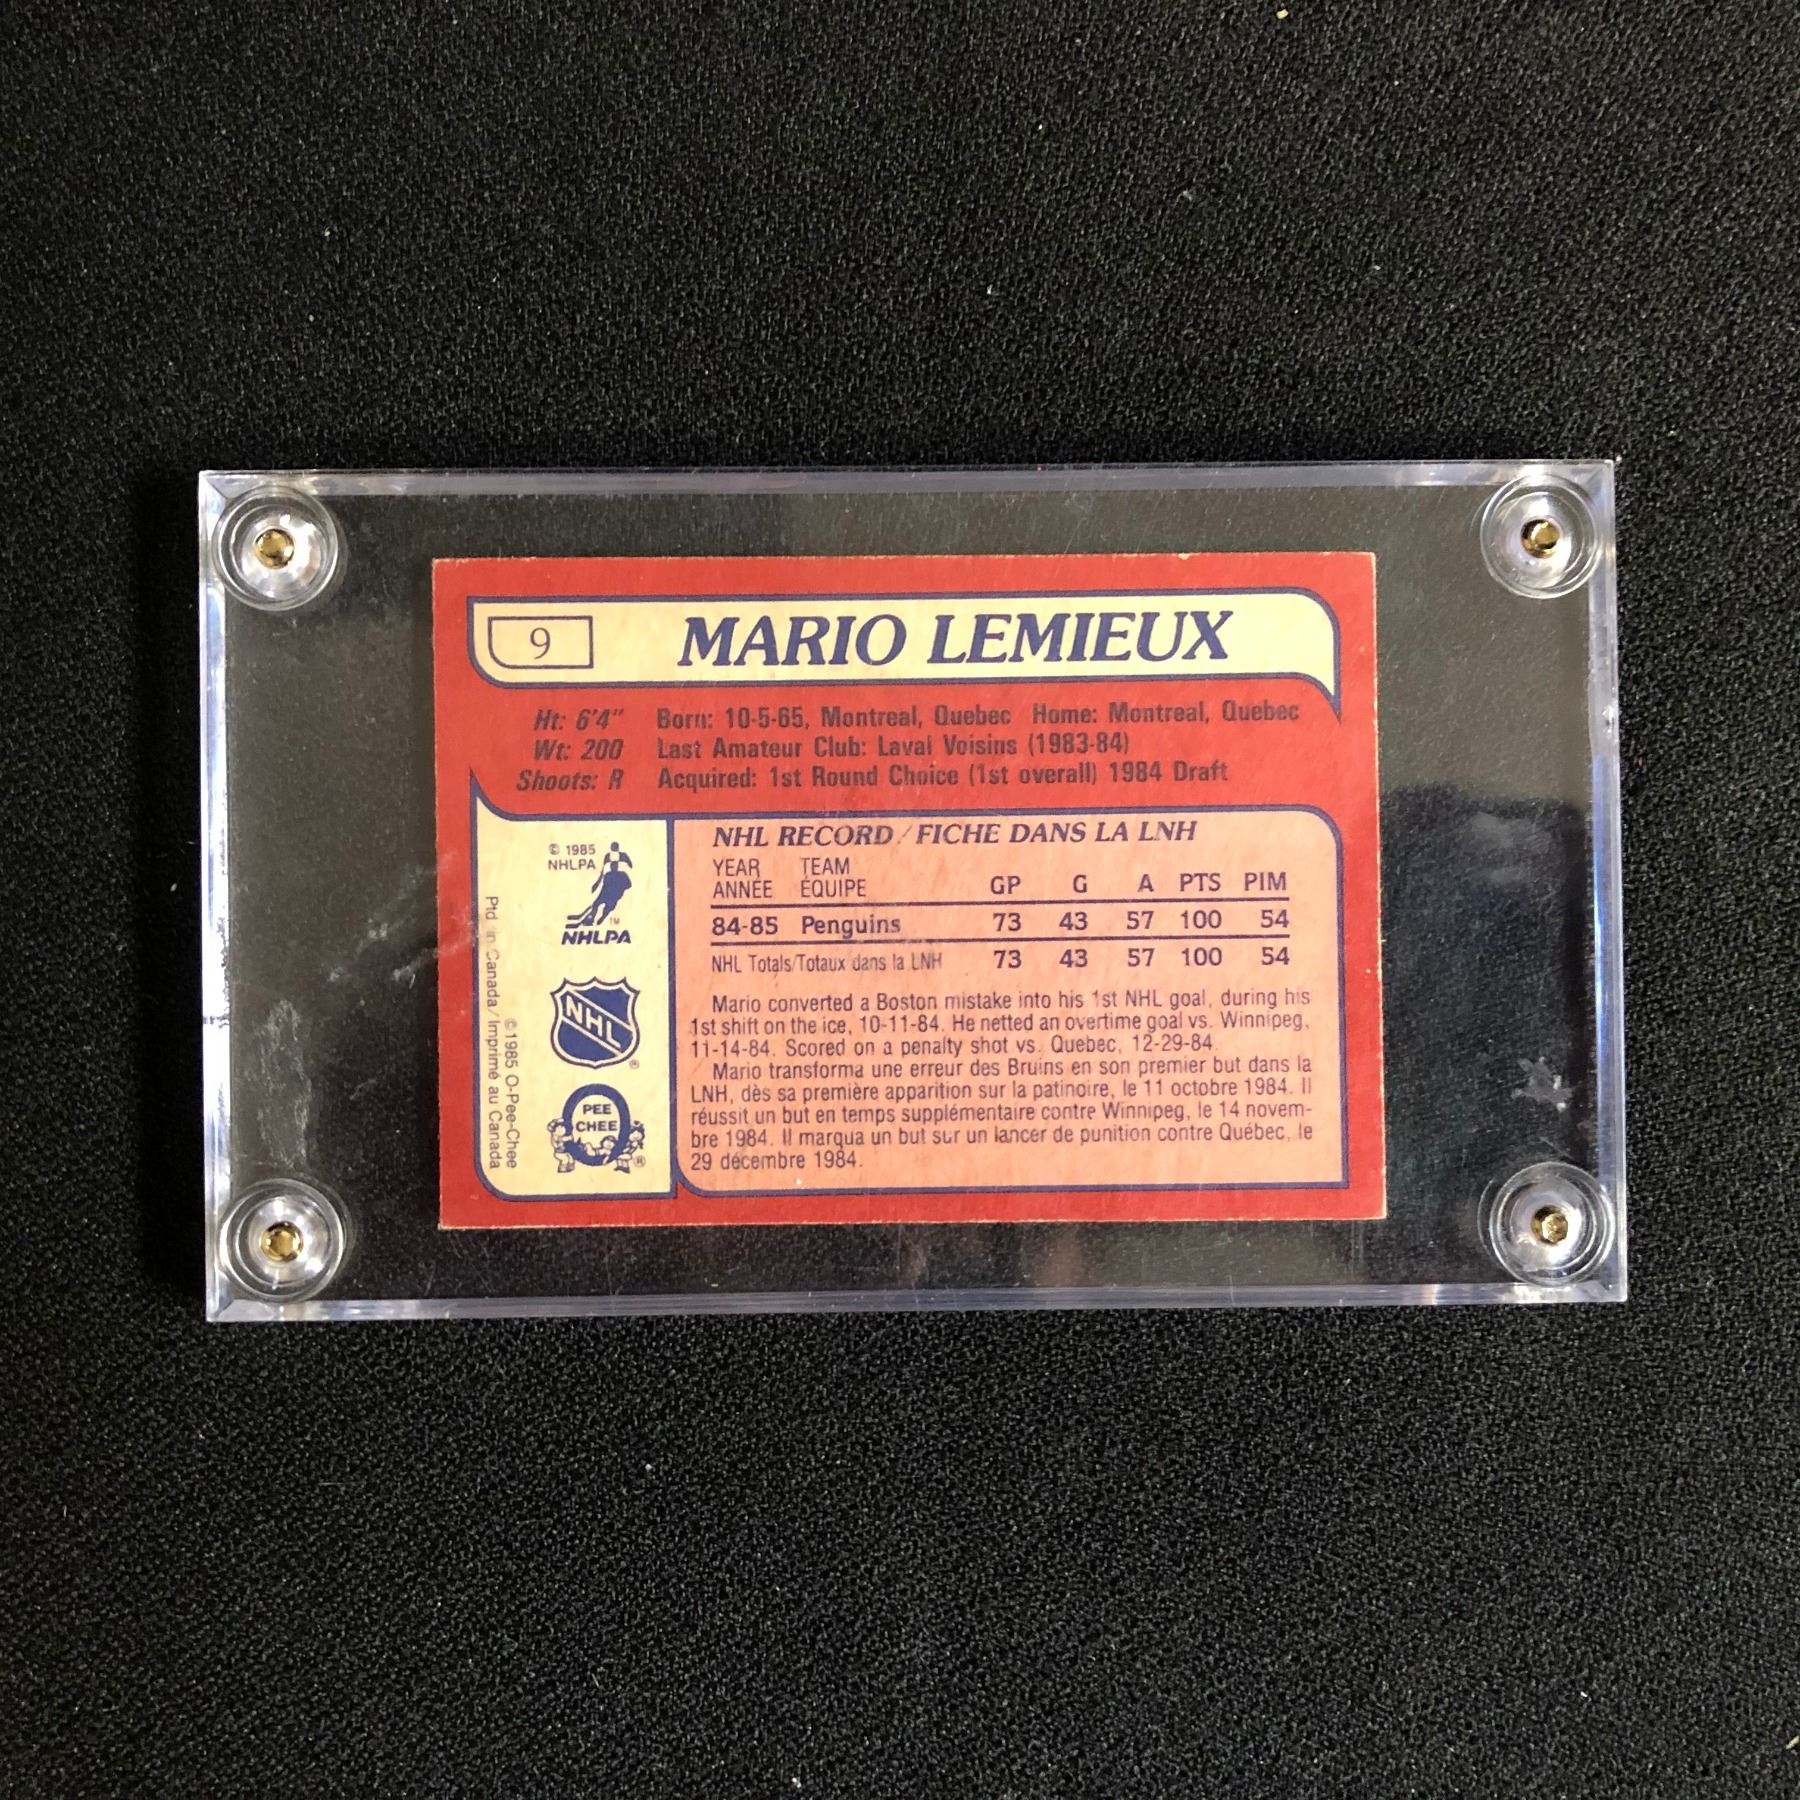 9
MARIO LEMIEUX
Ht: 6'4" Born: 10-5-65, Montreal, Quebec Home: Montreal, Quebec
Wt: 200 Last Amateur Club: Laval Voisins (1983-84)
Shoots: R Acquired: 1st Round Choice (1st overall) 1984 Draft
© 1985
NHLPA
TM
NHLPA
NHL
®
PEE
CHEE
®
© 1985 O-Pee-Chee
Ptd in Canada/Imprimé au Canada
NHL RECORD/FICHE DANS LA LNH
YEAR TEAM
ANNÉE ÉQUIPE GP G A PTS PIM
84-85 Penguins 73 43 57 100 54
NHL Totals/Totaux dans la LNH 73 43 57 100 54
Mario converted a Boston mistake into his 1st NHL goal, during his
1st shift on the ice, 10-11-84. He netted an overtime goal vs. Winnipeg,
11-14-84. Scored on a penalty shot vs. Quebec, 12-29-84.
Mario transforma une erreur des Bruins en son premier but dans la
LNH, dès sa première apparition sur la patinoire, le 11 octobre 1984. Il
réussit un but en temps supplémentaire contre Winnipeg, le 14 novem-
bre 1984. Il marqua un but sur un lancer de punition contre Québec, le
29 décembre 1984.